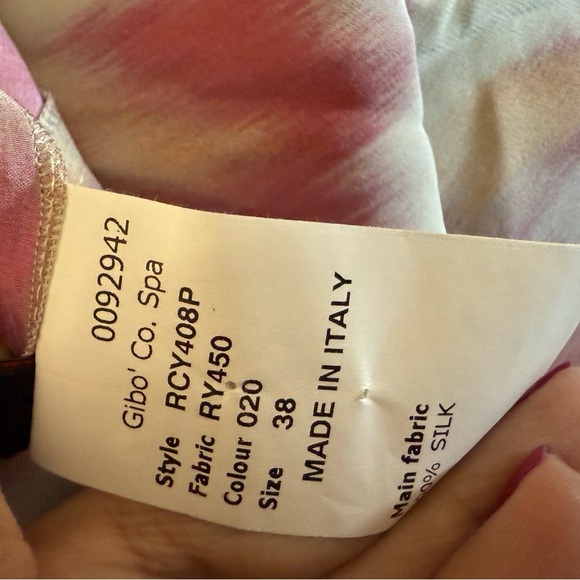 0092942
Gibo' Co. Spa
Style RCY408P
Fabric RY450
Colour 020
Size 38
MADE IN ITALY
Main fabric
SILK